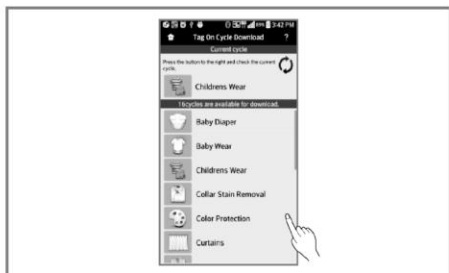 3:42 PM
Tag On Cycle Download ?
Current cycle
Press the button to the right and check the current
cycle.
Childrens Wear
16cycles are available for download.
Baby Diaper
Baby Wear
Childrens Wear
Collar Stain Removal
Color Protection
Curtains